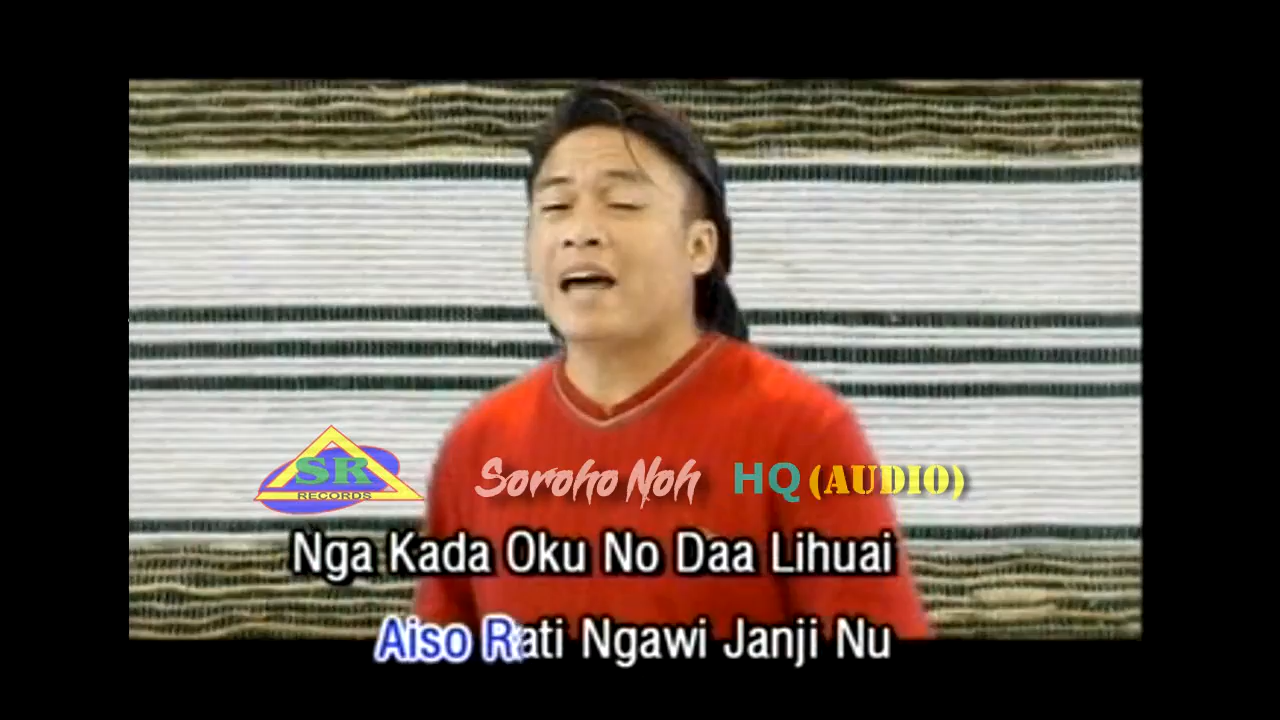 SR
RECORDS
Soroho Noh HQ (AUDIO)
Nga Kada Oku No Daa Lihuai
Aiso Rati Ngawi Janji Nu